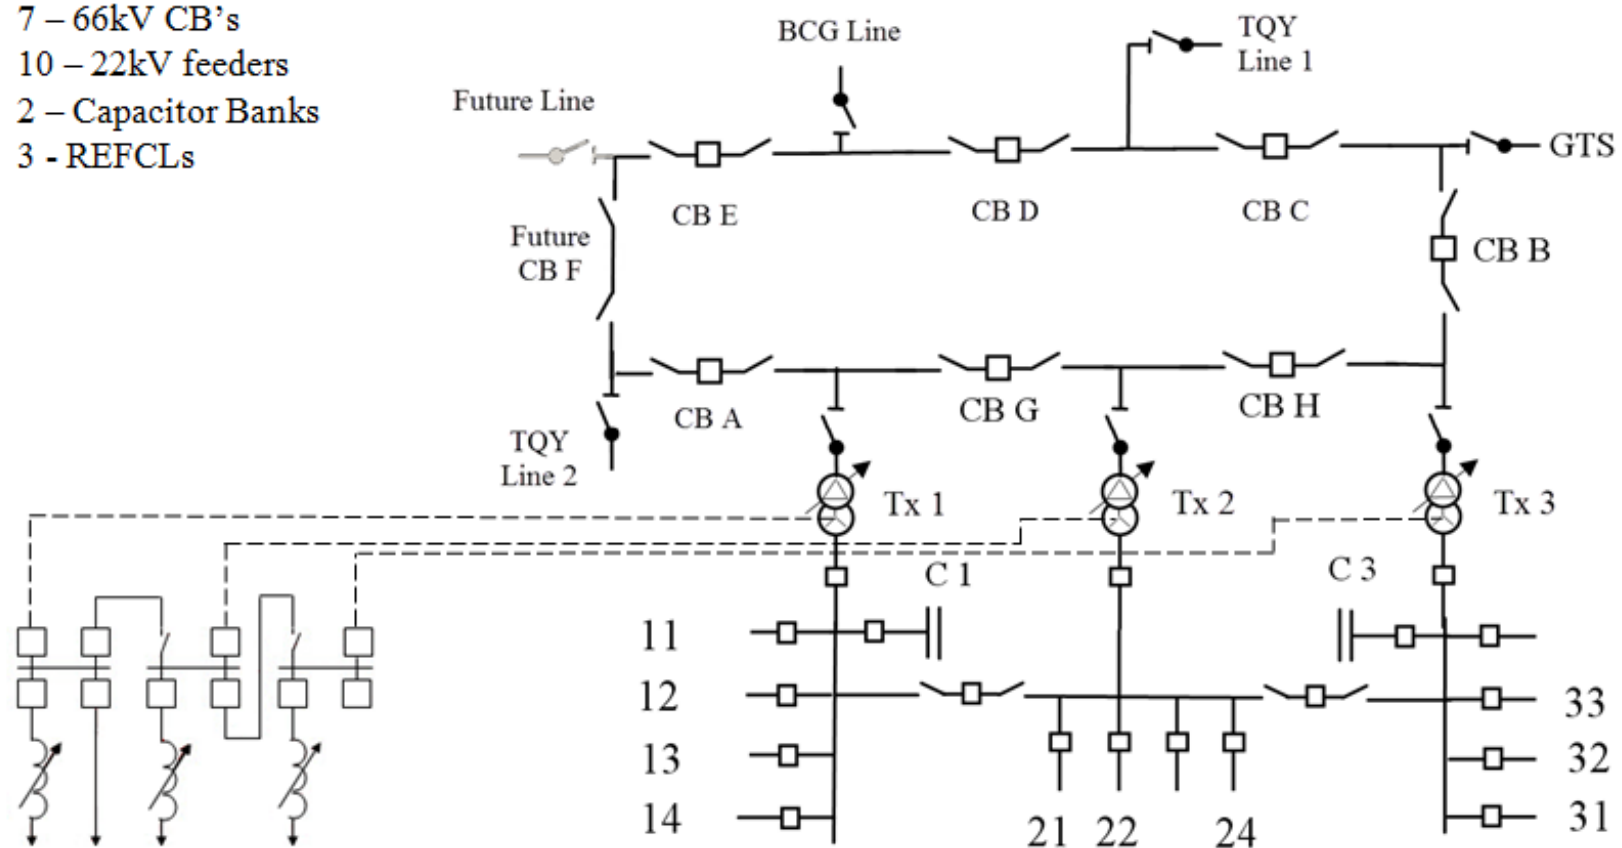 7 – 66kV CB’s
10 – 22kV feeders
2 – Capacitor Banks
3 - REFCLs
BCG Line
TQY
Line 1
Future Line
GTS
CB E
CB D
CB C
Future
CB F
CB B
CB A
CB G
CB H
TQY
Line 2
Tx 1
Tx 2
Tx 3
C 1
C 3
11
12
33
13
32
14
21
22
24
31